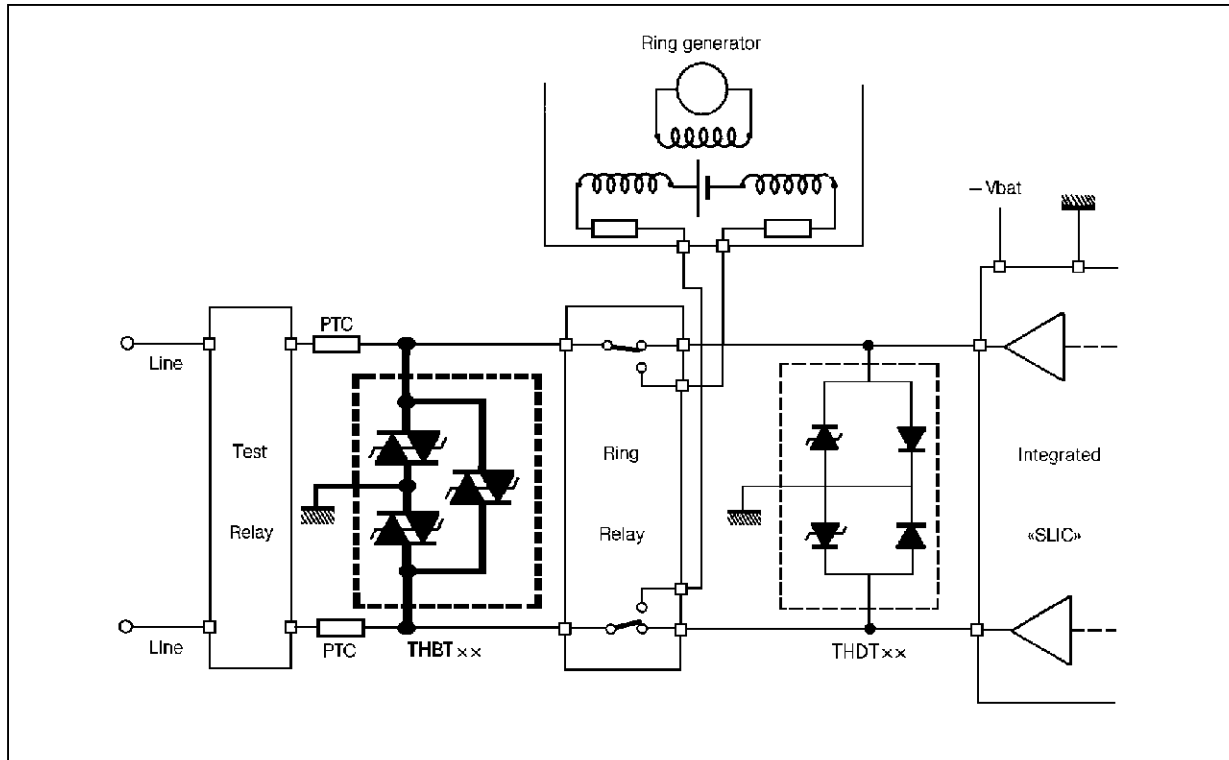 Ring generator
−Vbat
PTC
Line
Test
Relay
Ring
Relay
Integrated
«SLIC»
Line
PTC
THBT××
THDT××